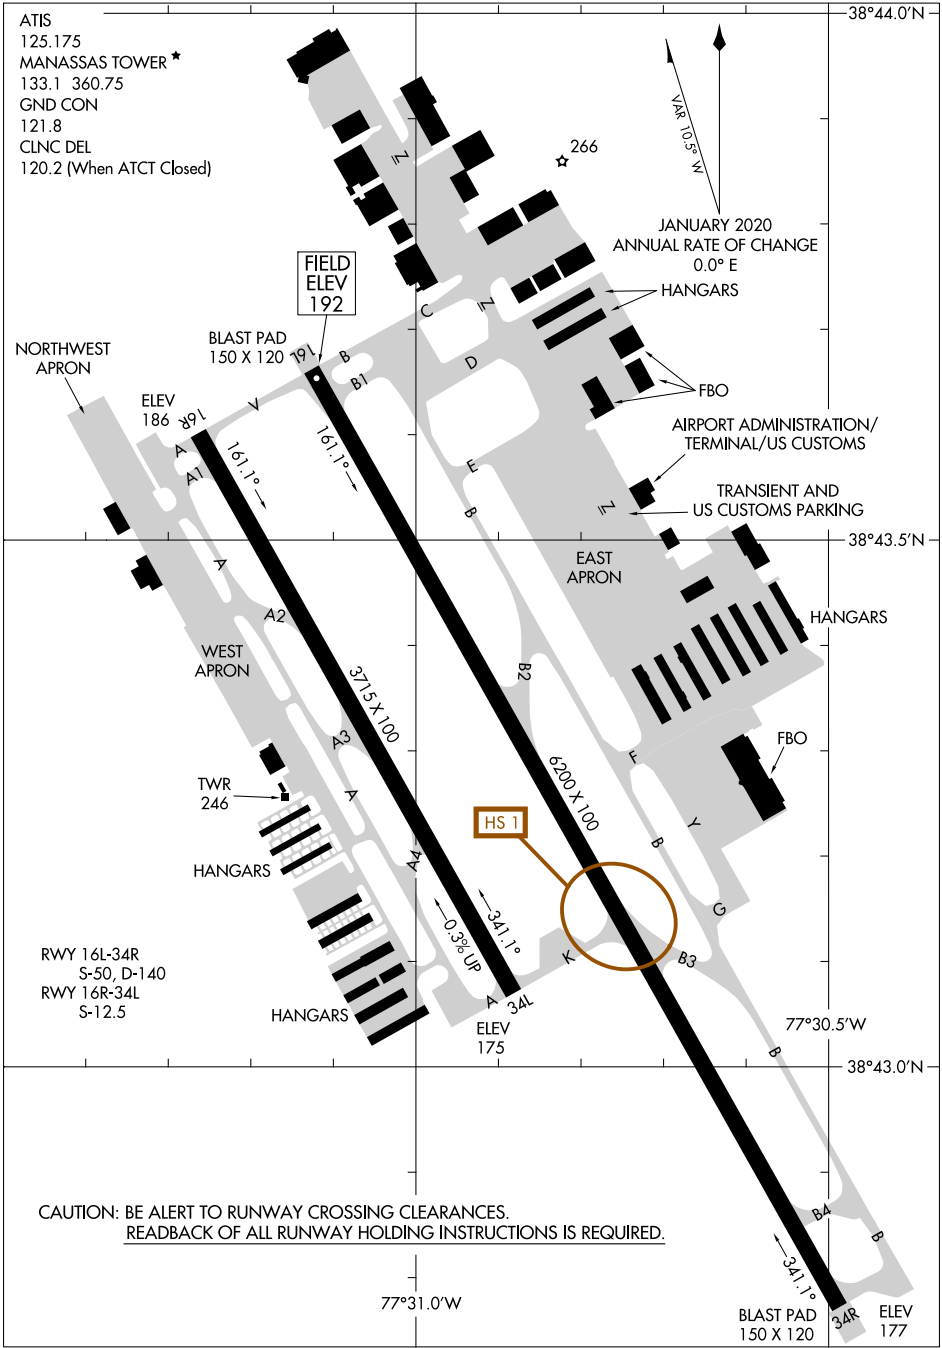 ATIS
125.175
MANASSAS TOWER
133.1 360.75
GND CON
121.8
CLNC DEL
120.2 (When ATCT Closed)
38°44.0'N
266
VAR 10.5° W
JANUARY 2020
ANNUAL RATE OF CHANGE
0.0° E
HANGARS
FIELD
ELEV
192
BLAST PAD
150 X 120
16L
NORTHWEST
APRON
ELEV
186
16R
161.1°
161.1°
V
B
B1
C
D
E
B
IZ
IZ
IZ
FBO
AIRPORT ADMINISTRATION/
TERMINAL/US CUSTOMS
TRANSIENT AND
US CUSTOMS PARKING
38°43.5'N
EAST
APRON
HANGARS
A
A1
A
A2
WEST
APRON
3715 X 100
A3
A
B2
6200 X 100
F
FBO
TWR
246
HANGARS
HS 1
B
Y
A4
0.3% UP
341.1°
G
K
B3
RWY 16L-34R
S-50, D-140
RWY 16R-34L
S-12.5
HANGARS
A
34L
ELEV
175
77°30.5'W
B
38°43.0'N
CAUTION: BE ALERT TO RUNWAY CROSSING CLEARANCES.
READBACK OF ALL RUNWAY HOLDING INSTRUCTIONS IS REQUIRED.
B4
B
341.1°
77°31.0'W
BLAST PAD
150 X 120
34R
ELEV
177